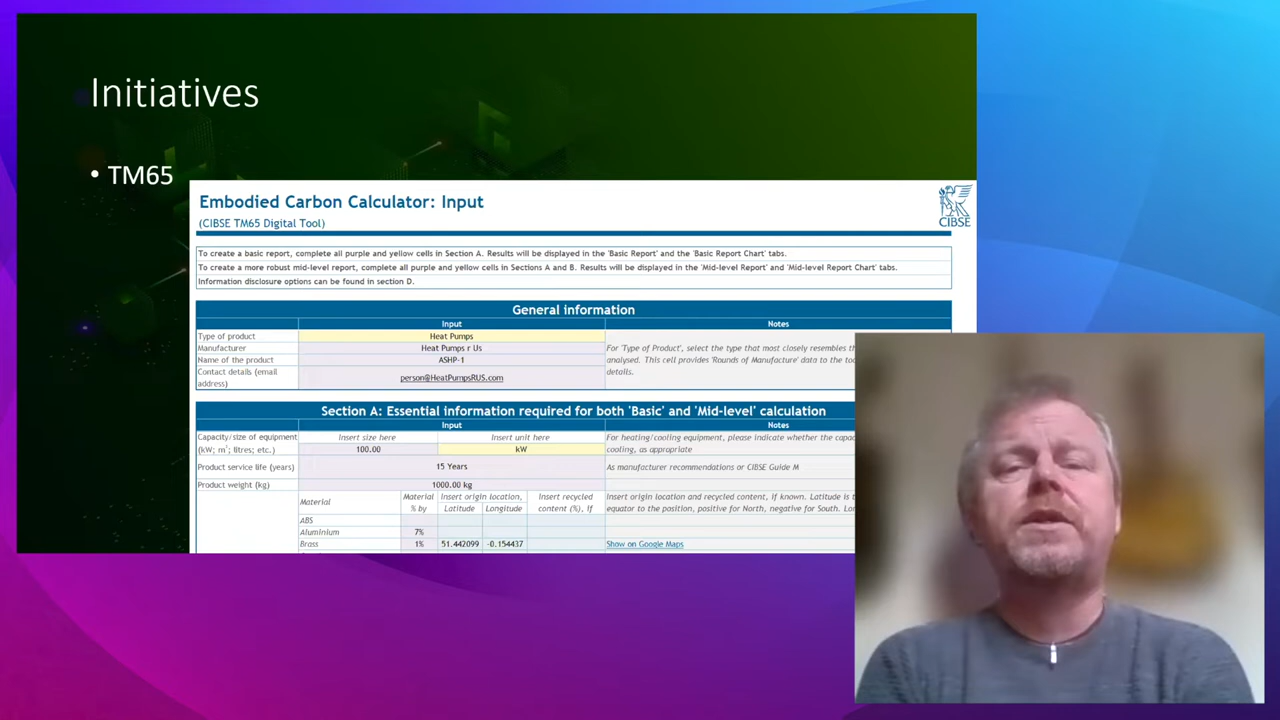 Initiatives
• TM65
Embodied Carbon Calculator: Input
(CIBSE TM65 Digital Tool)
CIBSE
To create a basic report, complete all purple and yellow cells in Section A. Results will be displayed in the 'Basic Report' and the 'Basic Report Chart' tabs.
To create a more robust mid-level report, complete all purple and yellow cells in Sections A and B. Results will be displayed in the 'Mid-level Report' and 'Mid-level Report Chart' tabs.
Information disclosure options can be found in section D.
General information
Input Notes
Type of product Heat Pumps
Manufacturer Heat Pumps r Us
Name of the product ASHP-1
Contact details (email address) person@HeatPumpsRUS.com
For 'Type of Product', select the type that most closely resembles
analysed. This cell provides 'Rounds of Manufacture' data to the
details.
Section A: Essential information required for both 'Basic' and 'Mid-level' calculation
Input Notes
Capacity/size of equipment Insert size here Insert unit here For heating/cooling equipment, please indicate whether the
(kW; m³; litres; etc.) 100.00 kW cooling, as appropriate
Product service life (years) 15 Years As manufacturer recommendations or CIBSE Guide M
Product weight (kg) 1000.00 kg
Material Material % by Insert origin location, Latitude Longitude Insert recycled content (%), if
Insert origin location and recycled content, if known. Latitude is
equator to the position, positive for North, negative for South.
ABS
Aluminium 7%
Brass 1% 51.442099 -0.154437 Show on Google Maps